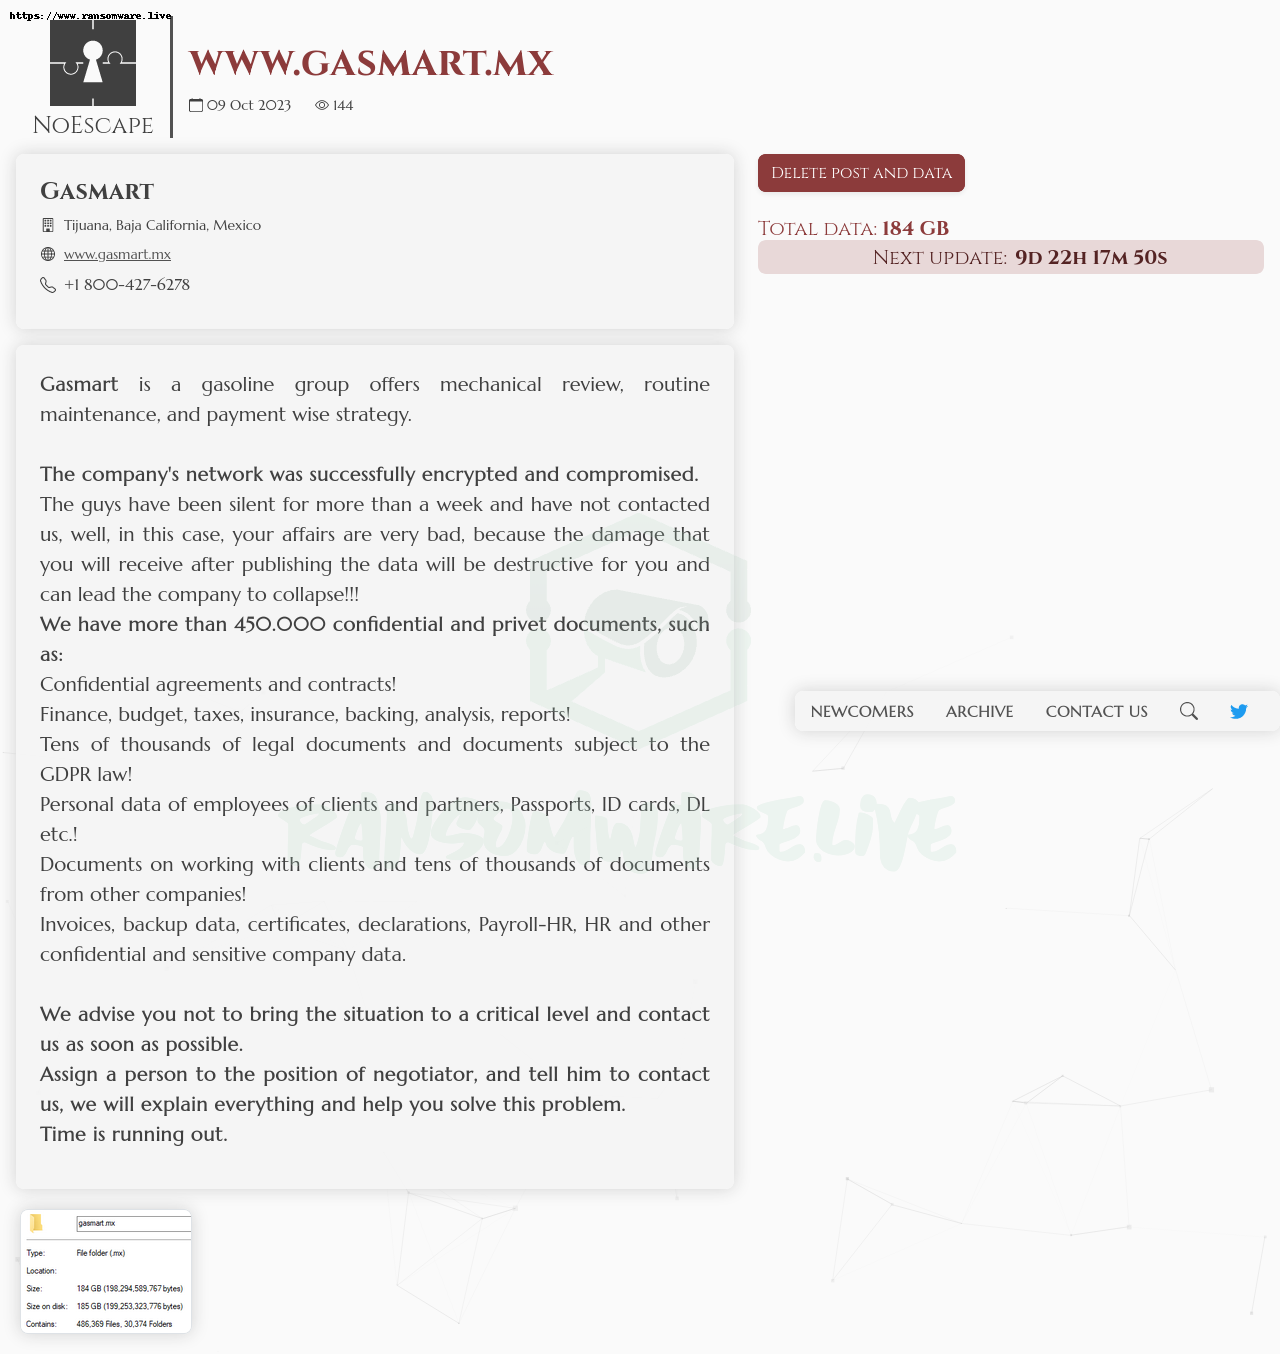 https://www.ransomware.live
NoEscape
www.gasmart.mx
09 Oct 2023 144
Gasmart
Tijuana, Baja California, Mexico
www.gasmart.mx
+1 800-427-6278
Delete post and data
Total data: 184 GB
Next update: 9d 22h 17m 50s
Gasmart is a gasoline group offers mechanical review, routine
maintenance, and payment wise strategy.
The company's network was successfully encrypted and compromised.
The guys have been silent for more than a week and have not contacted
us, well, in this case, your affairs are very bad, because the damage that
you will receive after publishing the data will be destructive for you and
can lead the company to collapse!!!
We have more than 450.000 confidential and privet documents, such
as:
Confidential agreements and contracts!
Finance, budget, taxes, insurance, backing, analysis, reports!
Tens of thousands of legal documents and documents subject to the
GDPR law!
Personal data of employees of clients and partners, Passports, ID cards, DL
etc.!
Documents on working with clients and tens of thousands of documents
from other companies!
Invoices, backup data, certificates, declarations, Payroll-HR, HR and other
confidential and sensitive company data.
We advise you not to bring the situation to a critical level and contact
us as soon as possible.
Assign a person to the position of negotiator, and tell him to contact
us, we will explain everything and help you solve this problem.
Time is running out.
NEWCOMERS ARCHIVE CONTACT US
RANSOMWARE.LIVE
gasmart.mx
Type: File folder (.mx)
Location:
Size: 184 GB (198,294,589,767 bytes)
Size on disk: 185 GB (199,253,323,776 bytes)
Contains: 486,369 Files, 30,374 Folders